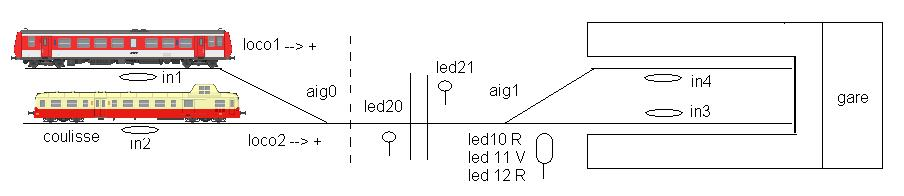 loco1 --> +
in1
aig0
led20
led21
aig1
in4
gare
in3
coulisse
in2
loco2 --> +
led10 R
led 11 V
led 12 R